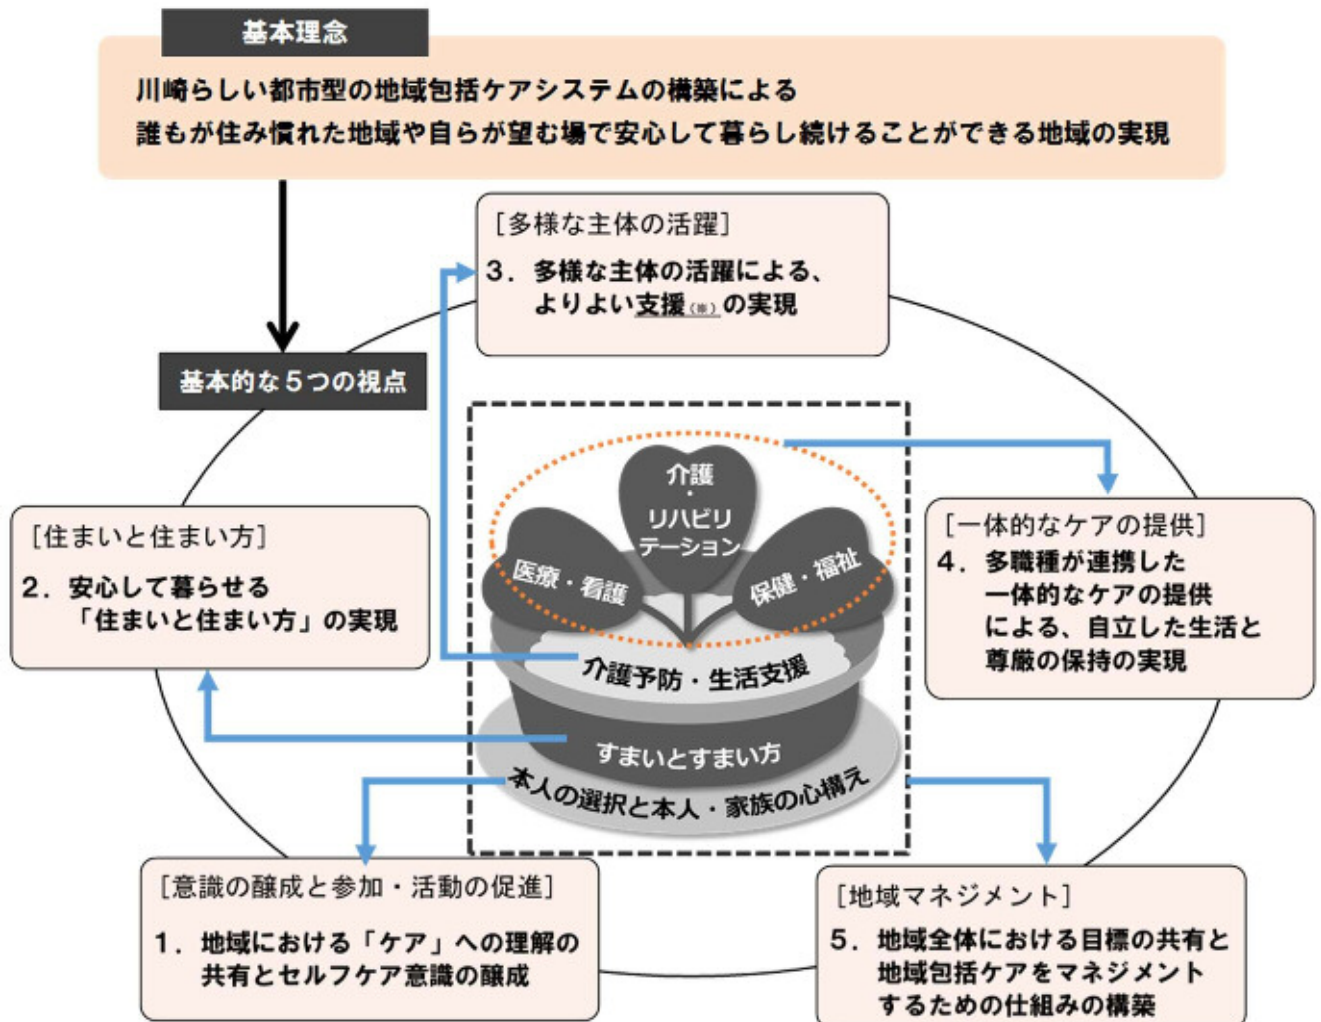 基本理念
川崎らしい都市型の地域包括ケアシステムの構築による
誰もが住み慣れた地域や自らが望む場で安心して暮らし続けることができる地域の実現
[多様な主体の活躍]
3. 多様な主体の活躍による、
よりよい支援(※)の実現
基本的な5つの視点
[住まいと住まい方]
2. 安心して暮らせる
「住まいと住まい方」の実現
介護
・
リハビリ
テーション
医療・看護
保健・福祉
介護予防・生活支援
すまいとすまい方
本人の選択と本人・家族の心構え
[一体的なケアの提供]
4. 多職種が連携した
一体的なケアの提供
による、自立した生活と
尊厳の保持の実現
[意識の醸成と参加・活動の促進]
1. 地域における「ケア」への理解の
共有とセルフケア意識の醸成
[地域マネジメント]
5. 地域全体における目標の共有と
地域包括ケアをマネジメント
するための仕組みの構築